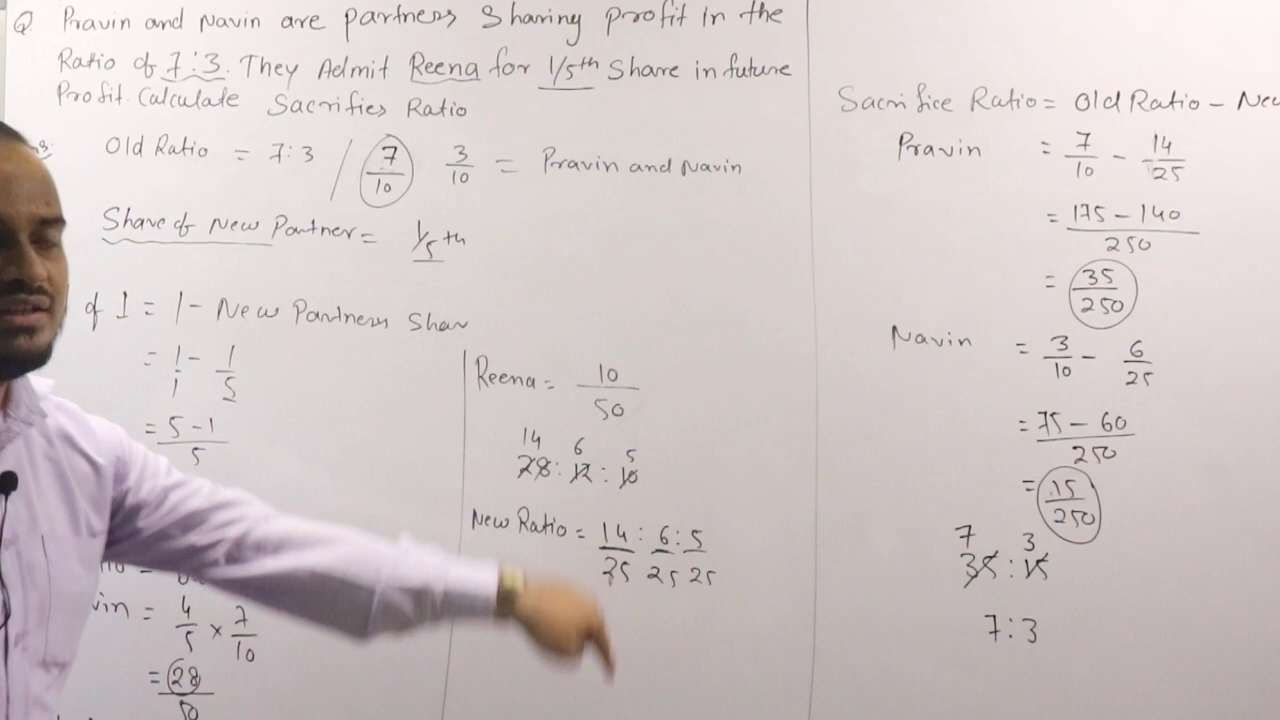 Q. Pravin and Navin are partners sharing profit in the
Ratio of 7:3. They Admit Reena for 1/5th Share in future
Profit. Calculate Sacrifies Ratio
Old Ratio = 7:3 / 7/10 3/10 = Pravin and Navin
Share of New Partner = 1/5th
of 1 = 1 - New Partners Shar
= 1/1 - 1/5
= 5-1/5
vin = 4/5 × 7/10
= 28/50
Reena = 10/50
14 6 5
28:12:10
New Ratio = 14:6:5
25 25 25
Sacrifice Ratio = Old Ratio - New
Pravin = 7/10 - 14/25
= 175-140/250
= 35/250
Navin = 3/10 - 6/25
= 75-60/250
= 15/250
7 3
35:15
7:3